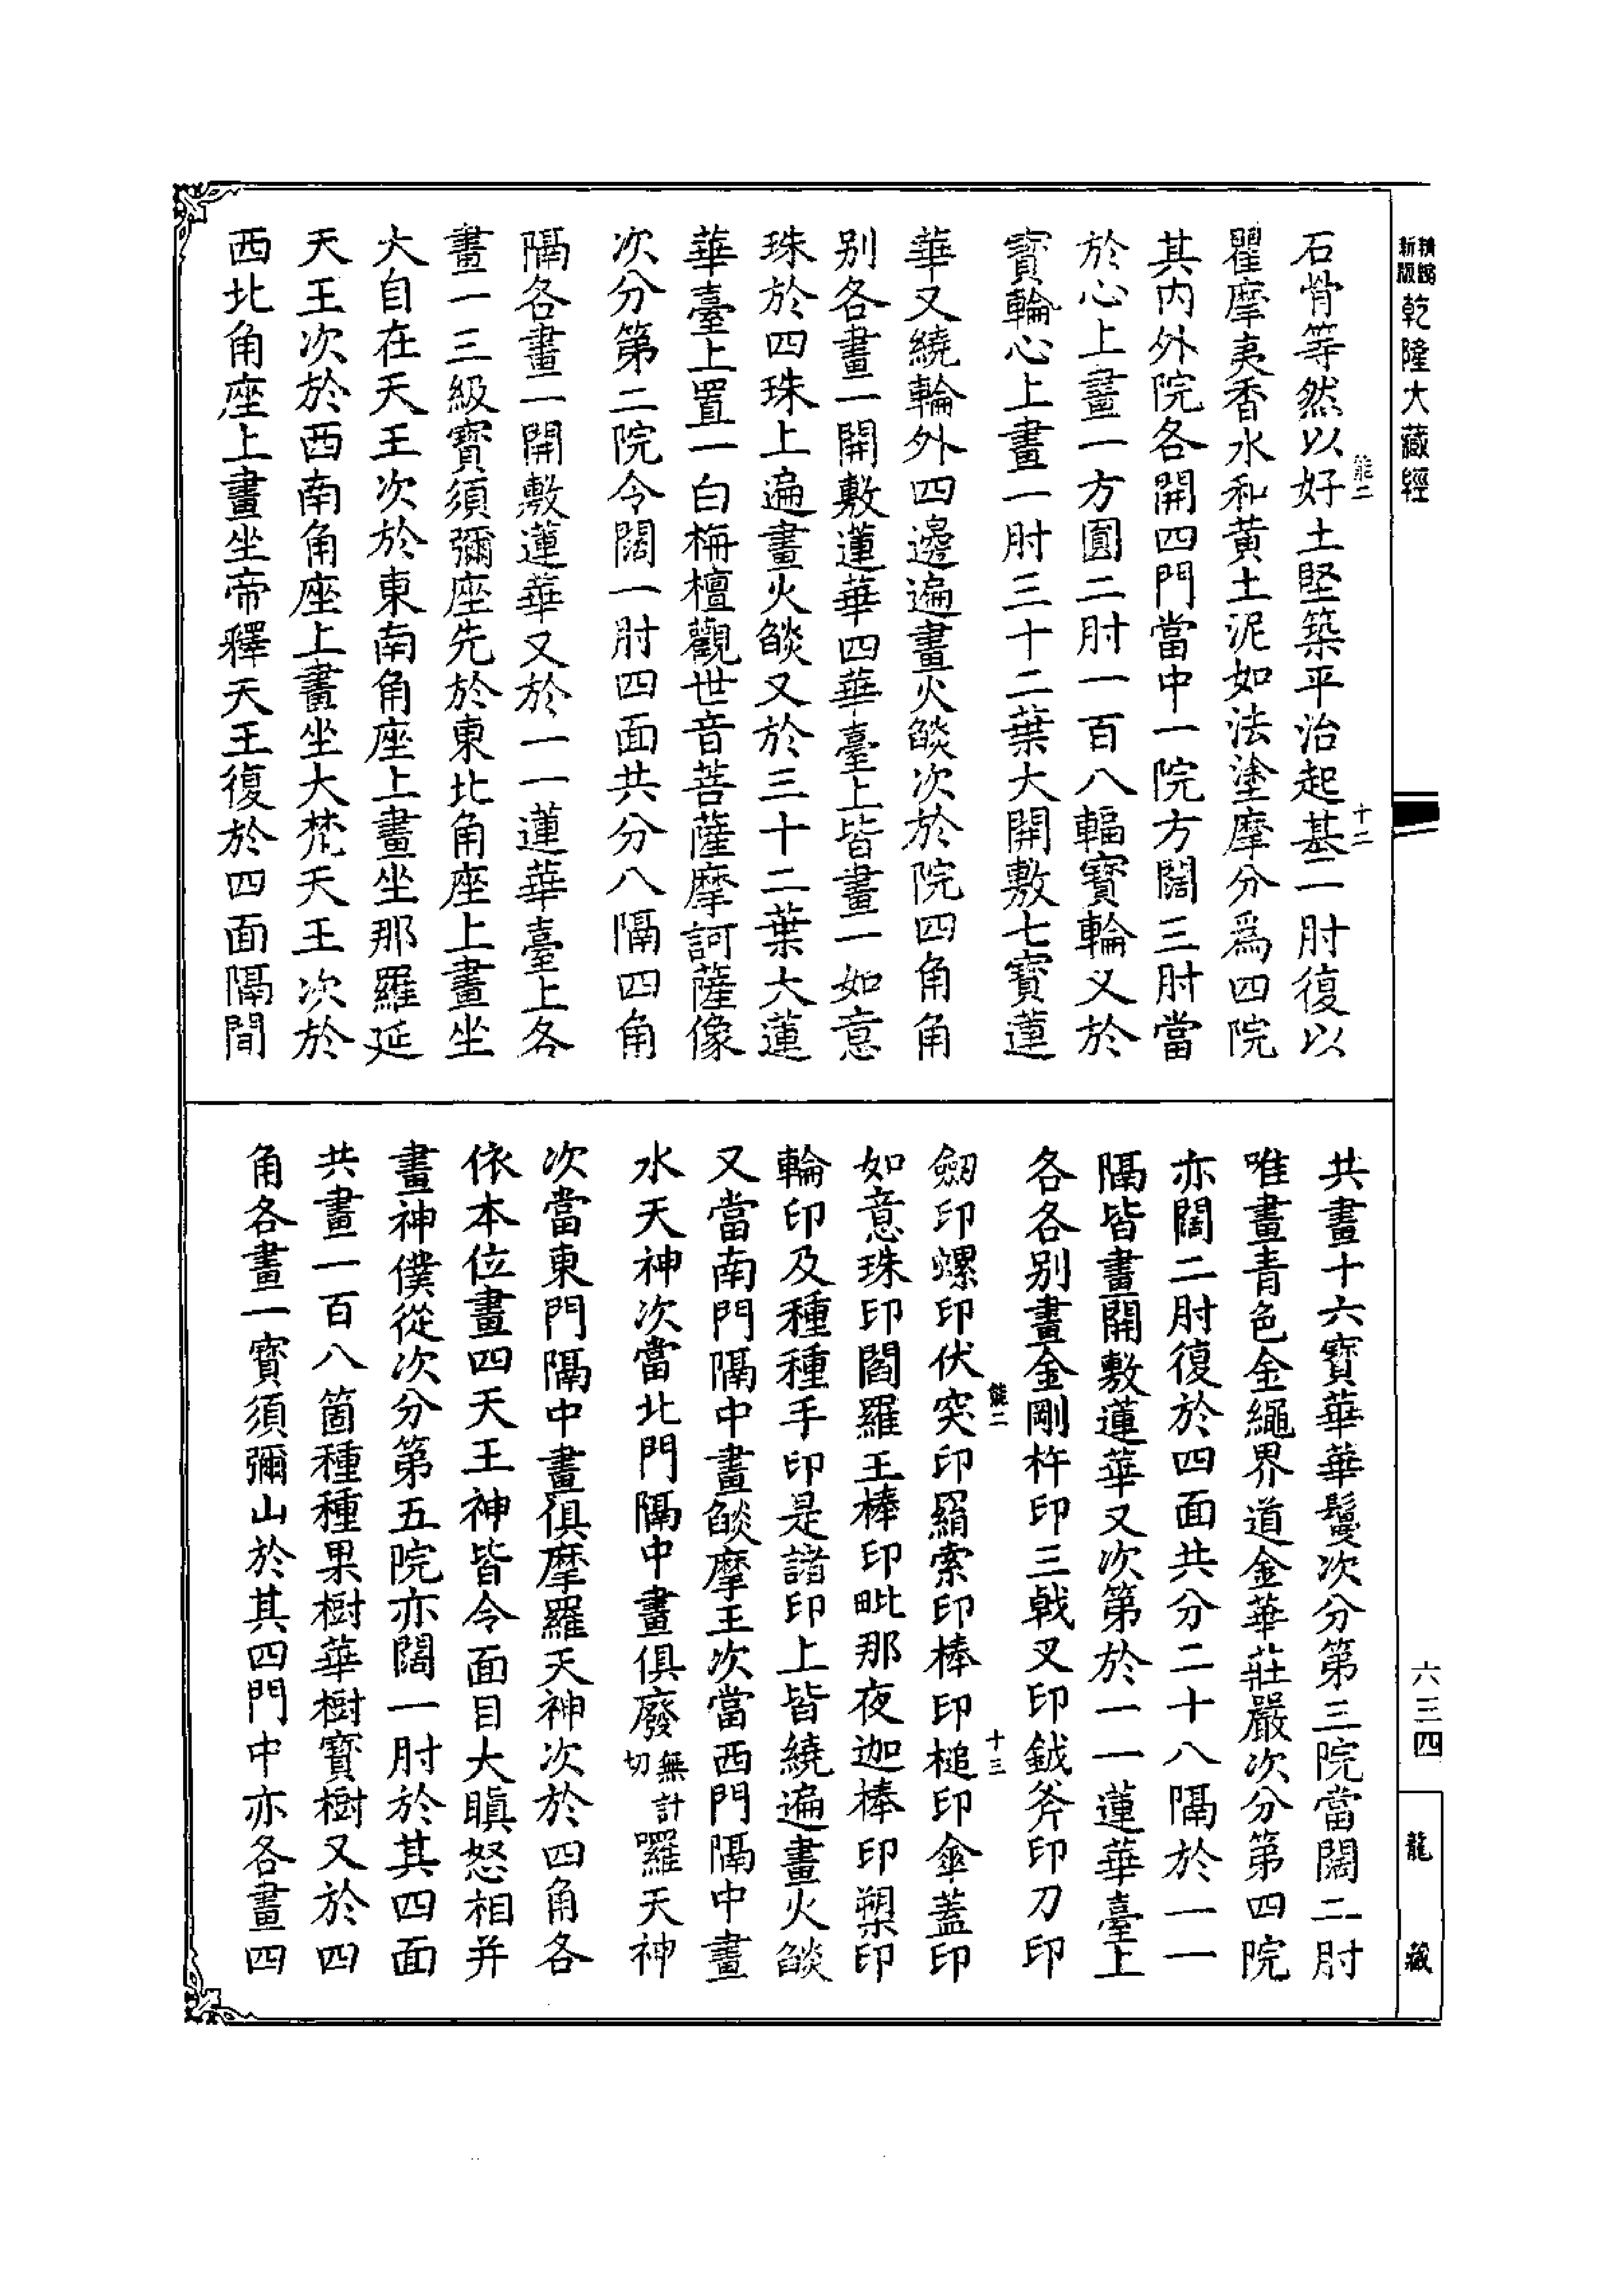 精縮新版乾隆大藏經
能二
十二
石骨等然以好土堅築平治起基二肘復以
瞿摩夷香水和黄土泥如法塗摩分爲四院
其内外院各開四門當中一院方闊三肘當
於心上畫一方圓二肘一百八輻寶輪又於
寶輪心上畫一肘三十二葉大開敷七寶蓮
華又繞輪外四邊遍畫火燄次於院四角角
别各畫二開敷蓮華四華臺上皆畫一如意
珠於四珠上遍畫火燄又於三十二葉大蓮
華臺上置一白栴檀觀世音菩薩摩訶薩像
次分第二院令闊一肘四面共分八隔四角
隔各畫二開敷蓮華又於一一蓮華臺上各
畫一三級寶須彌座先於東北角座上畫坐
大自在天王次於東南角座上畫坐那羅延
天王次於西南角座上畫坐大梵天王次於
西北角座上畫坐帝釋天王復於四面隔間
共畫十六寶華華鬘次分第三院當闊二肘
唯畫青色金繩界道金華莊嚴次分第四院
亦闊二肘復於四面共分二十八隔於一一
隔皆畫開敷蓮華又次第於一一蓮華臺上
各各别畫金剛杵印三戟叉印鉞斧印刀印
能二
十三
劒印螺印伏突印羂索印棒印槌印傘蓋印
如意珠印閻羅王棒印毗那夜迦棒印槊印
輪印及種種手印是諸印上皆繞遍畫火燄
又當南門隔中畫燄摩王次當西門隔中畫
水天神次當北門隔中畫俱廢無計切囉天神
次當東門隔中畫俱摩羅天神次於四角各
依本位畫四天王神皆令面目大瞋怒相并
畫神僕從次分第五院亦闊一肘於其四面
共畫一百八箇種種果樹華樹寶樹又於四
角各畫一寶須彌山於其四門中亦各畫四
六三四
龍藏